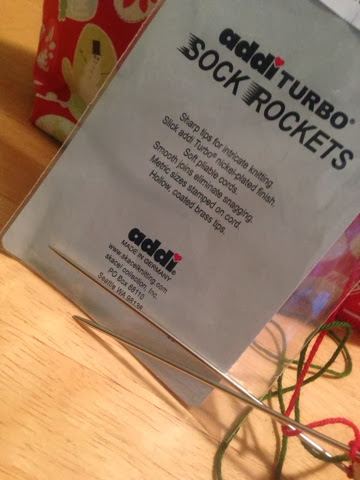 addi TURBO®
SOCK ROCKETS
Sharp tips for intricate knitting.
Slick addi Turbo® nickel-plated finish.
Soft pliable cords.
Smooth joins eliminate snagging.
Metric sizes stamped on cord.
Hollow, coated brass tips.
addi®
MADE IN GERMANY
www.skacelknitting.com
skacel collection, Inc.
PO Box 88110
Seattle WA 98138